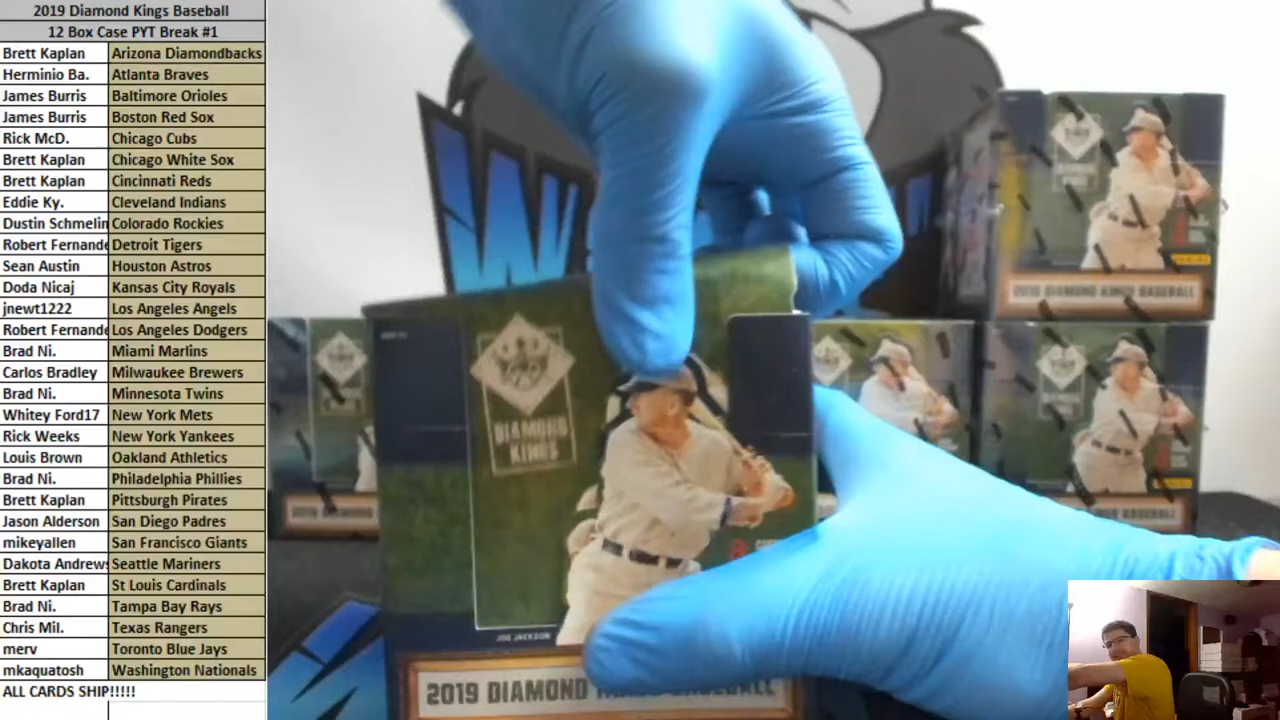 2019 Diamond Kings Baseball
12 Box Case PYT Break #1
Brett Kaplan Arizona Diamondbacks
Herminio Ba. Atlanta Braves
James Burris Baltimore Orioles
James Burris Boston Red Sox
Rick McD. Chicago Cubs
Brett Kaplan Chicago White Sox
Brett Kaplan Cincinnati Reds
Eddie Ky. Cleveland Indians
Dustin Schmelin Colorado Rockies
Robert Fernande Detroit Tigers
Sean Austin Houston Astros
Doda Nicaj Kansas City Royals
jnewt1222 Los Angeles Angels
Robert Fernande Los Angeles Dodgers
Brad Ni. Miami Marlins
Carlos Bradley Milwaukee Brewers
Brad Ni. Minnesota Twins
Whitey Ford17 New York Mets
Rick Weeks New York Yankees
Louis Brown Oakland Athletics
Brad Ni. Philadelphia Phillies
Brett Kaplan Pittsburgh Pirates
Jason Alderson San Diego Padres
mikeyallen San Francisco Giants
Dakota Andrews Seattle Mariners
Brett Kaplan St Louis Cardinals
Brad Ni. Tampa Bay Rays
Chris Mil. Texas Rangers
merv Toronto Blue Jays
mkaquatosh Washington Nationals
ALL CARDS SHIP!!!!!
DIAMOND
KINGS
JOE JACKSON
2019 DIAMOND KINGS BASEBALL
2019 DIAMOND KINGS BASEBALL
BASEBALL